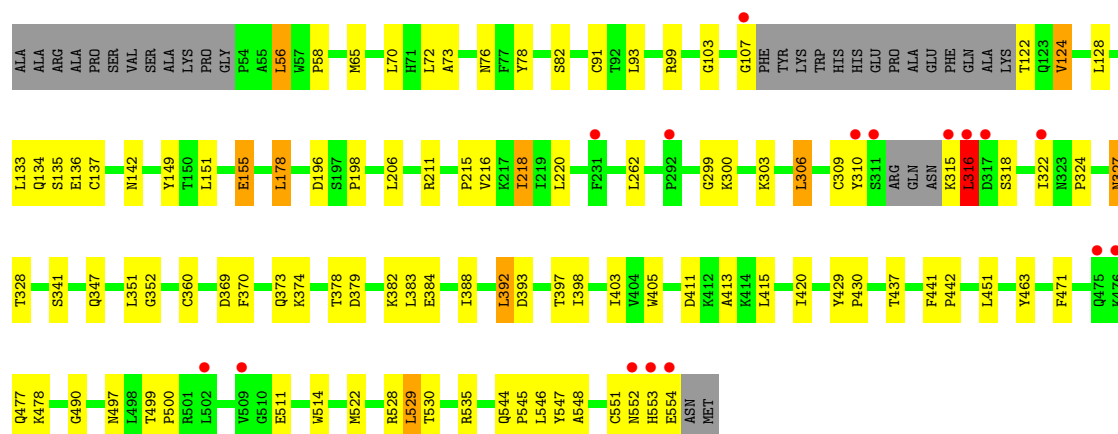 ALA ALA ARG ALA PRO SER VAL SER ALA LYS PRO GLY P54 A55 L56 W57 P58 M65 L70 H71 L72 A73 N76 F77 Y78 S82 C91 T92 L93 R99 G103 G107 PHE TYR LYS TRP HIS HIS GLU PRO ALA GLU PHE GLN ALA LYS T122 Q123 V124 L128
L133 Q134 S135 E136 C137 N142 Y149 T150 L151 E155 L178 D196 S197 P198 L206 R211 P215 V216 K217 I218 I219 L220 F231 L262 P292 G299 K300 K303 L306 C309 Y310 S311 ARG GLN ASN K315 L316 D317 S318 I322 N323 P324 N327
T328 S341 Q347 L351 G352 C360 D369 F370 Q373 K374 T378 D379 K382 L383 E384 I388 L392 D393 T397 I398 I403 V404 W405 D411 K412 A413 K414 L415 I420 Y429 P430 T437 F441 P442 L451 Y463 F471 Q475 K476
Q477 K478 G490 N497 L498 T499 P500 R501 L502 V509 G510 E511 W514 M522 R528 L529 T530 R535 Q544 P545 L546 Y547 A548 C551 N552 H553 E554 ASN MET